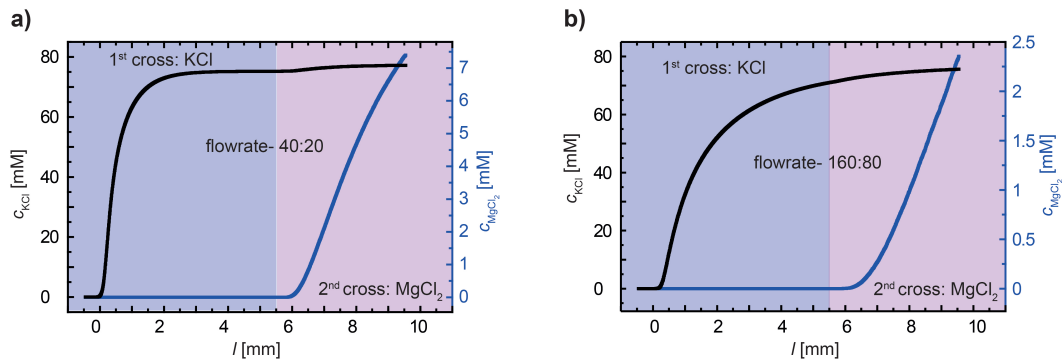 a)
1st cross: KCl
flowrate- 40:20
2nd cross: MgCl2
80
60
40
20
0
cKCl [mM]
7
6
5
4
3
2
1
0
cMgCl2 [mM]
0 2 4 6 8 10
l [mm]
b)
1st cross: KCl
flowrate- 160:80
2nd cross: MgCl2
80
60
40
20
0
cKCl [mM]
2.5
2
1.5
1
0.5
0
cMgCl2 [mM]
0 2 4 6 8 10
l [mm]